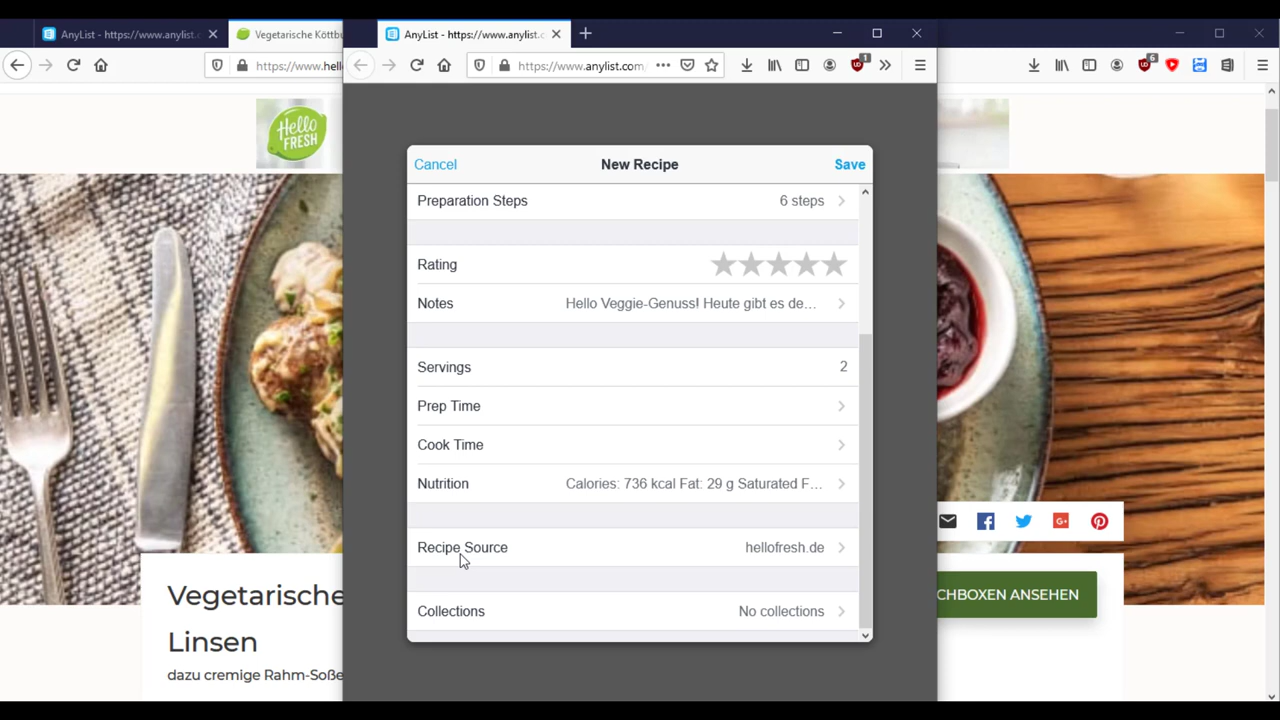 AnyList - https://www.anylist.c
Vegetarische Köttbu
AnyList - https://www.anylist.c
https://www.hell
https://www.anylist.com/
1
6
Hello
FRESH
Cancel
New Recipe
Save
Preparation Steps
6 steps
Rating
Notes
Hello Veggie-Genuss! Heute gibt es de...
Servings
2
Prep Time
Cook Time
Nutrition
Calories: 736 kcal Fat: 29 g Saturated F...
Recipe Source
hellofresh.de
Collections
No collections
Vegetarische
Linsen
dazu cremige Rahm-Soße
CHBOXEN ANSEHEN